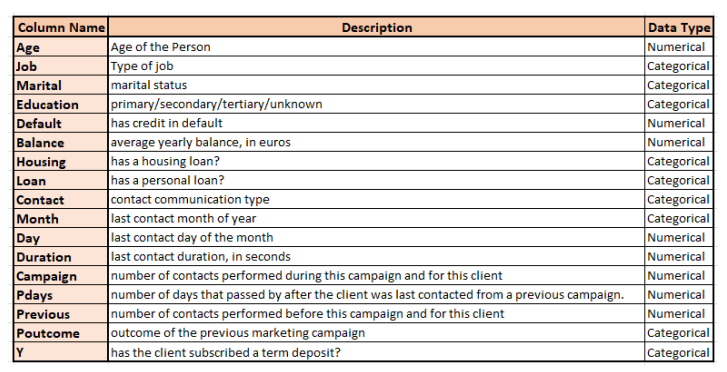 Column Name Description Data Type
Age Age of the Person Numerical
Job Type of job Categorical
Marital marital status Categorical
Education primary/secondary/tertiary/unknown Categorical
Default has credit in default Numerical
Balance average yearly balance, in euros Numerical
Housing has a housing loan? Categorical
Loan has a personal loan? Categorical
Contact contact communication type Categorical
Month last contact month of year Categorical
Day last contact day of the month Numerical
Duration last contact duration, in seconds Numerical
Campaign number of contacts performed during this campaign and for this client Numerical
Pdays number of days that passed by after the client was last contacted from a previous campaign. Numerical
Previous number of contacts performed before this campaign and for this client Numerical
Poutcome outcome of the previous marketing campaign Categorical
Y has the client subscribed a term deposit? Categorical